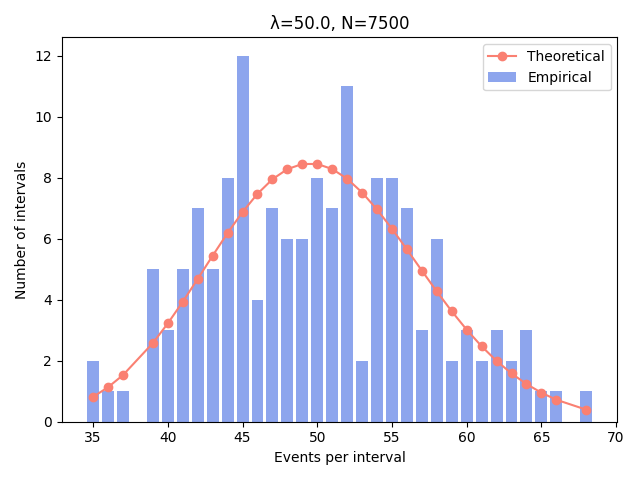 λ=50.0, N=7500
Theoretical
Empirical
12
10
8
6
4
2
0
Number of intervals
35 40 45 50 55 60 65 70
Events per interval